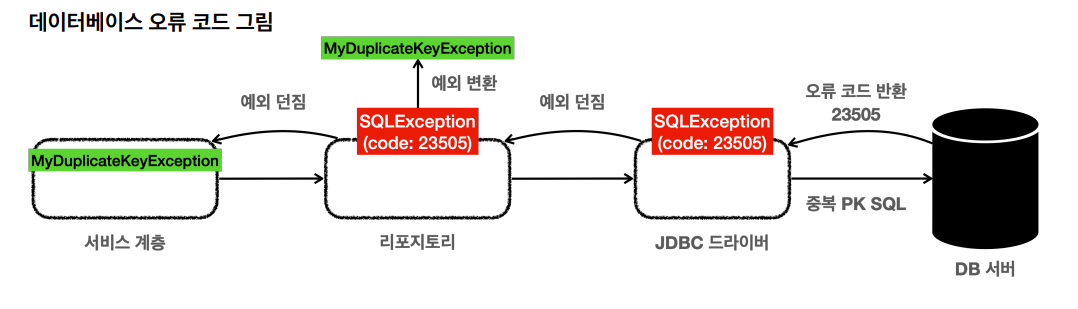 데이터베이스 오류 코드 그림
MyDuplicateKeyException
예외 변환
예외 던짐
SQLException
(code: 23505)
예외 던짐
SQLException
(code: 23505)
오류 코드 반환
23505
MyDuplicateKeyException
중복 PK SQL
서비스 계층
리포지토리
JDBC 드라이버
DB 서버